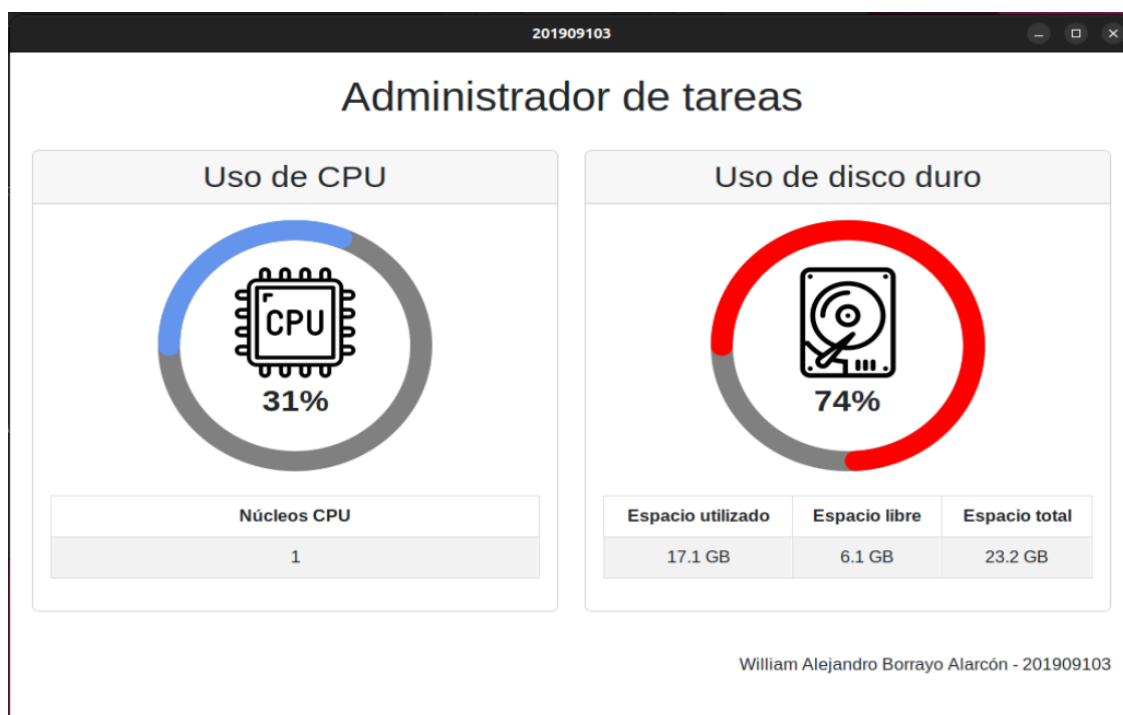 201909103
Administrador de tareas
Uso de CPU
CPU
31%
Núcleos CPU
1
Uso de disco duro
74%
Espacio utilizado Espacio libre Espacio total
17.1 GB 6.1 GB 23.2 GB
William Alejandro Borrayo Alarcón - 201909103